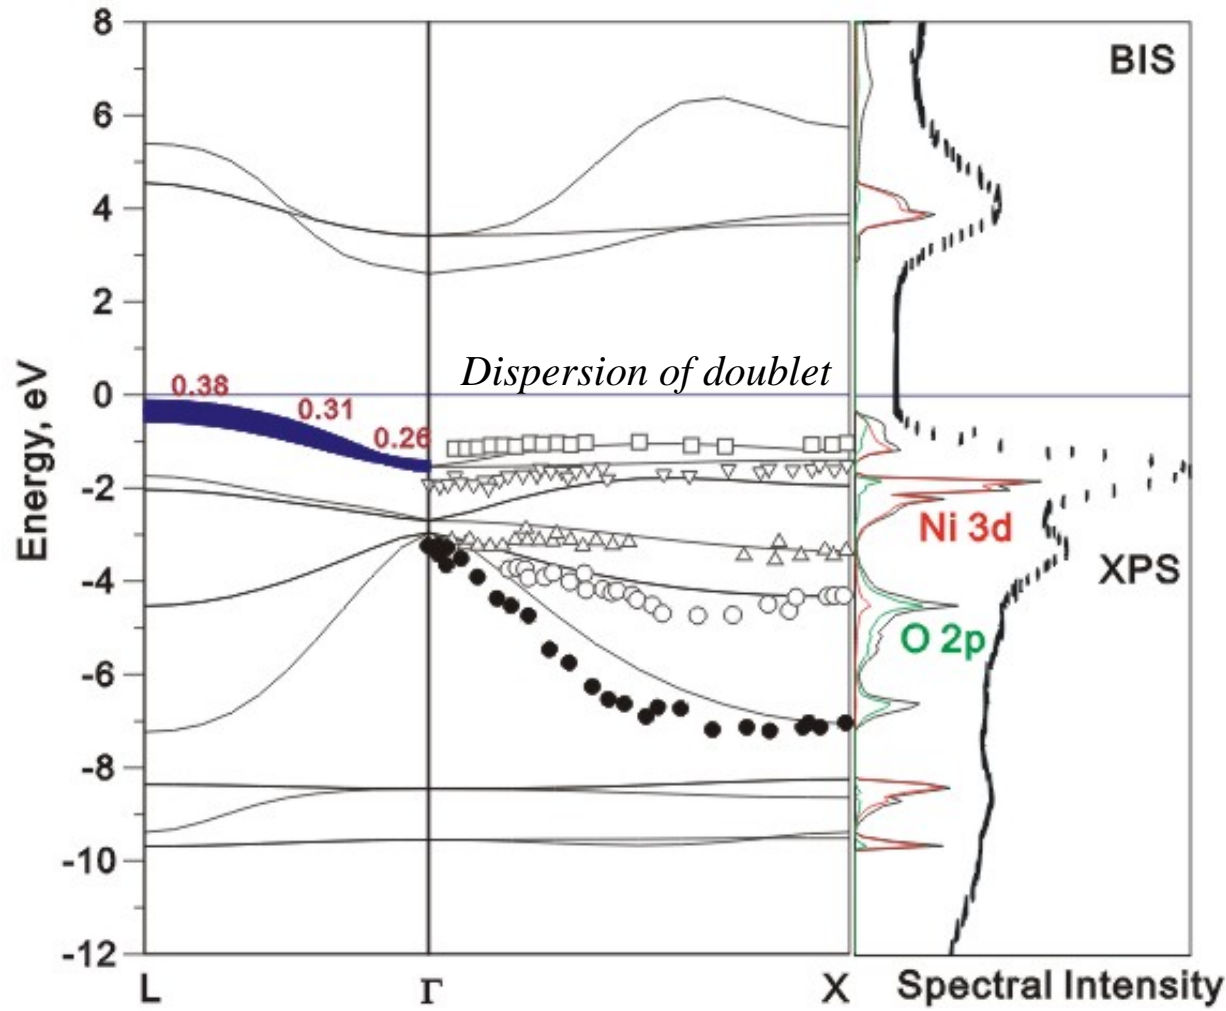 8
6
4
2
0
-2
-4
-6
-8
-10
-12
Energy, eV
0.38
0.31
0.26
Dispersion of doublet
BIS
Ni 3d
XPS
O 2p
L
Γ
X
Spectral Intensity